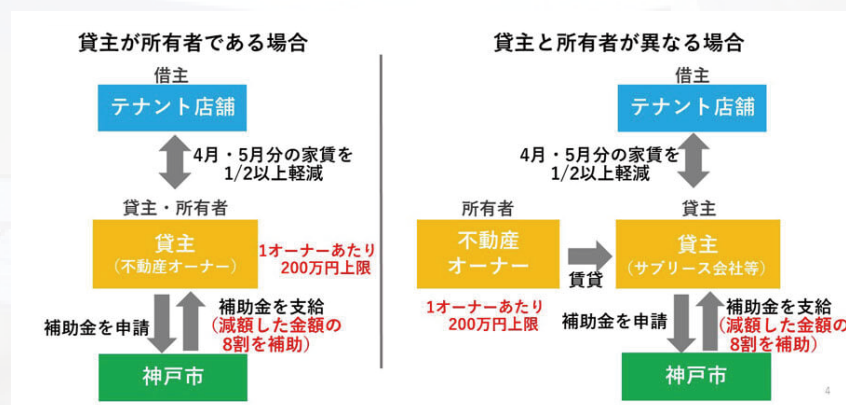 貸主が所有者である場合
借主
テナント店舗
4月・5月分の家賃を
1/2以上軽減
貸主・所有者
貸主
（不動産オーナー）
1オーナーあたり
200万円上限
補助金を申請
補助金を支給
（減額した金額の
8割を補助）
神戸市
貸主と所有者が異なる場合
借主
テナント店舗
4月・5月分の家賃を
1/2以上軽減
所有者
不動産
オーナー
1オーナーあたり
200万円上限
賃貸
貸主
貸主
（サブリース会社等）
補助金を申請
補助金を支給
（減額した金額の
8割を補助）
神戸市
4